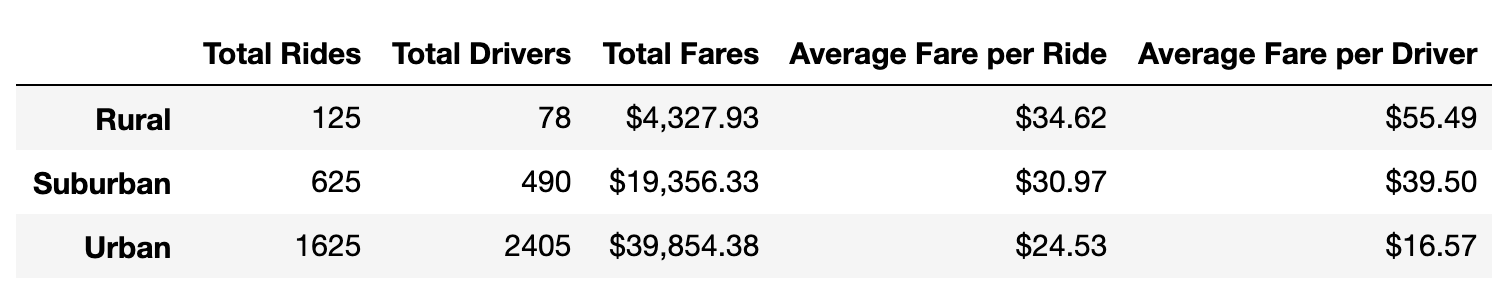 Total Rides Total Drivers Total Fares Average Fare per Ride Average Fare per Driver
Rural 125 78 $4,327.93 $34.62 $55.49
Suburban 625 490 $19,356.33 $30.97 $39.50
Urban 1625 2405 $39,854.38 $24.53 $16.57